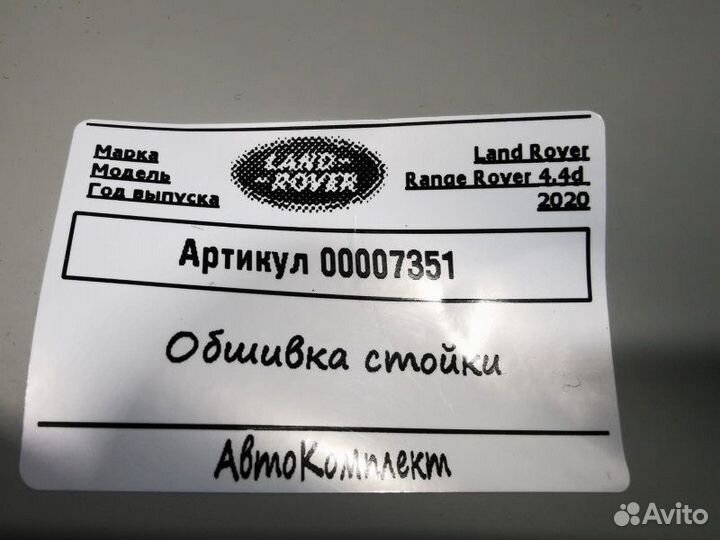 Марка
Модель
Год выпуска
LAND-
-ROVER
Land Rover
Range Rover 4.4d
2020
Артикул 00007351
Обшивка стойки
АвтоКомплект
Avito